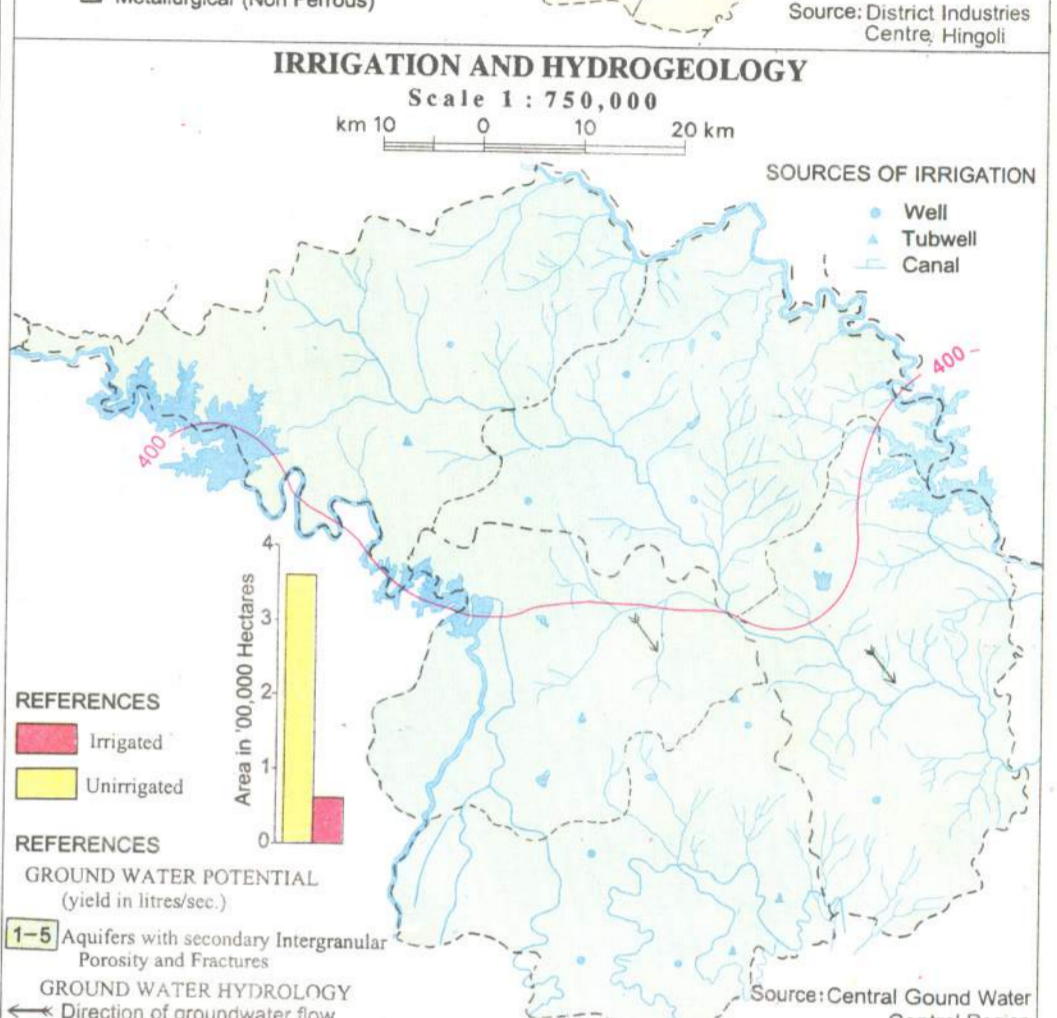 Metallurgical (Non Ferrous)
Source: District Industries
Centre, Hingoli
IRRIGATION AND HYDROGEOLOGY
Scale 1 : 750,000
km 10 0 10 20 km
SOURCES OF IRRIGATION
Well
Tubwell
Canal
400
400
Area in '00,000 Hectares
4
3
2
1
0
REFERENCES
Irrigated
Unirrigated
REFERENCES
GROUND WATER POTENTIAL
(yield in litres/sec.)
1–5 Aquifers with secondary Intergranular
Porosity and Fractures
GROUND WATER HYDROLOGY
Direction of groundwater flow
Source: Central Gound Water
Central Region